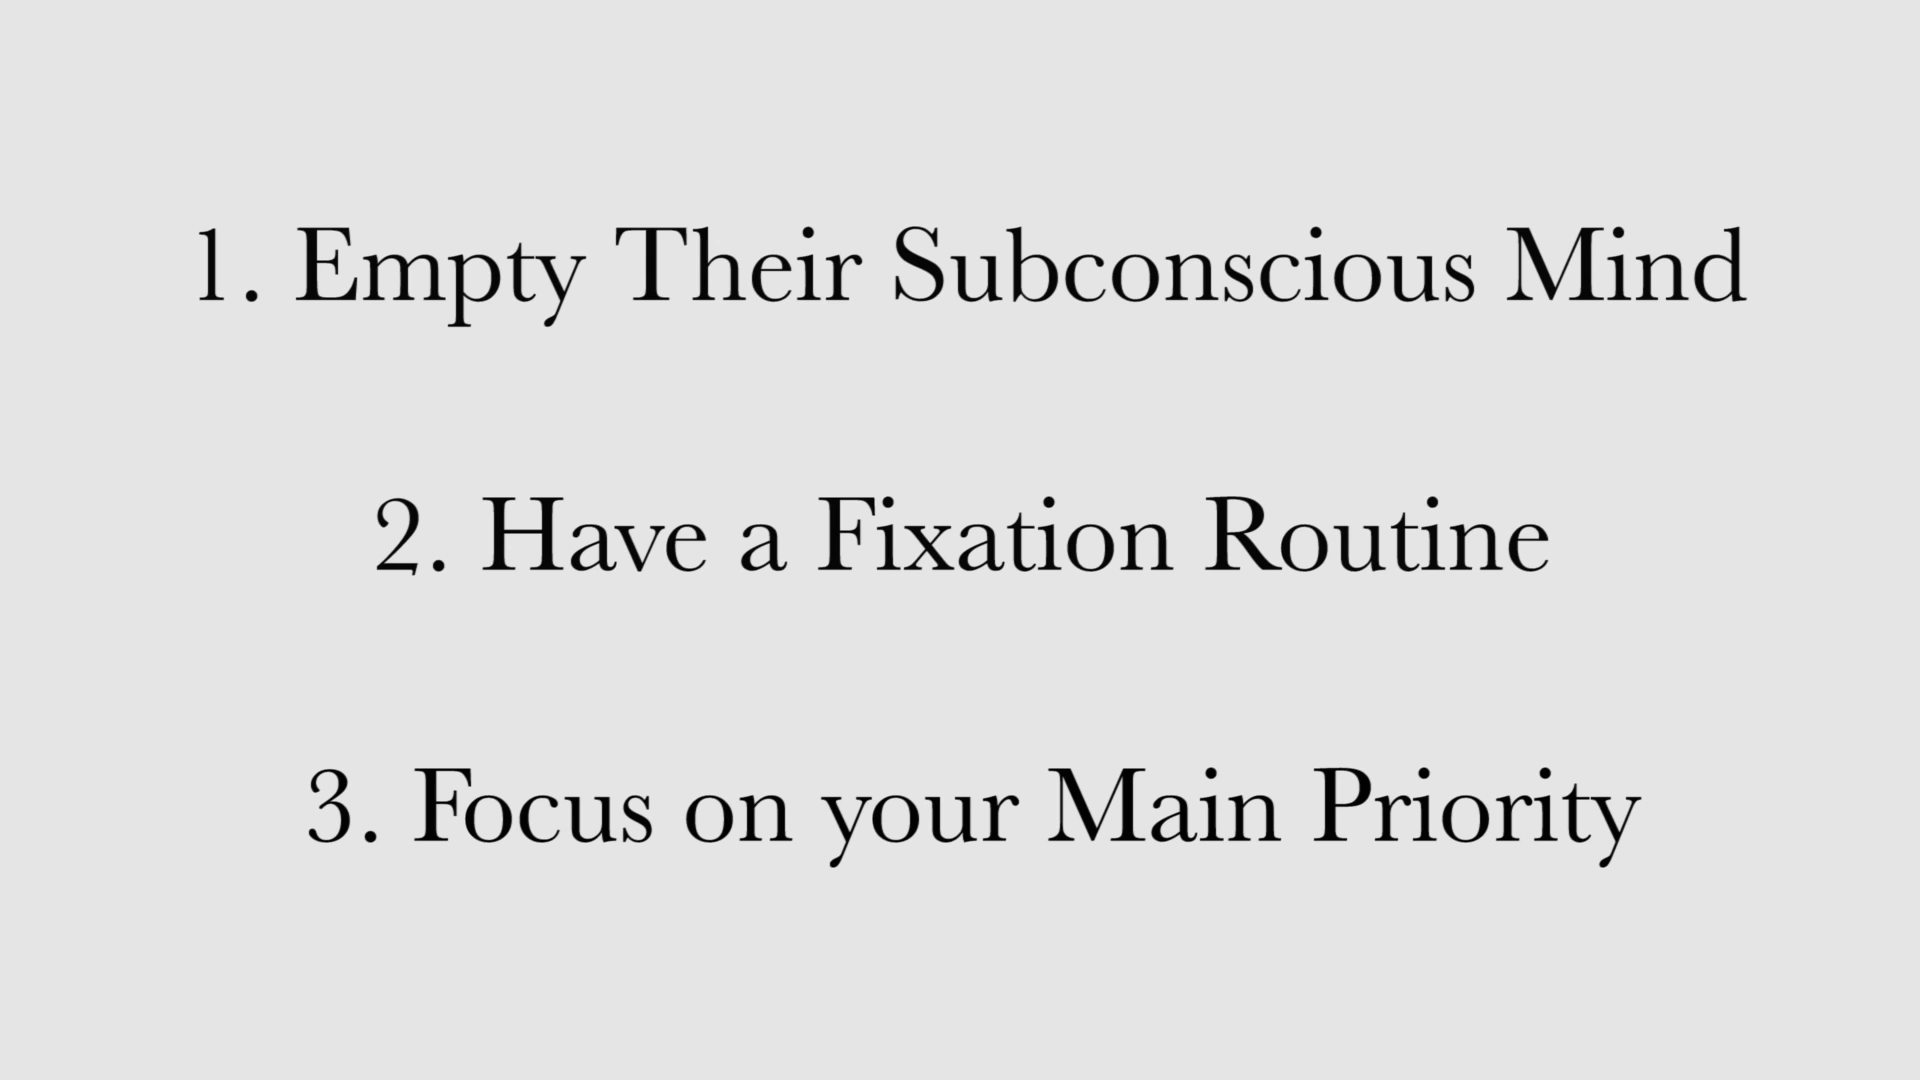 1. Empty Their Subconscious Mind
2. Have a Fixation Routine
3. Focus on your Main Priority